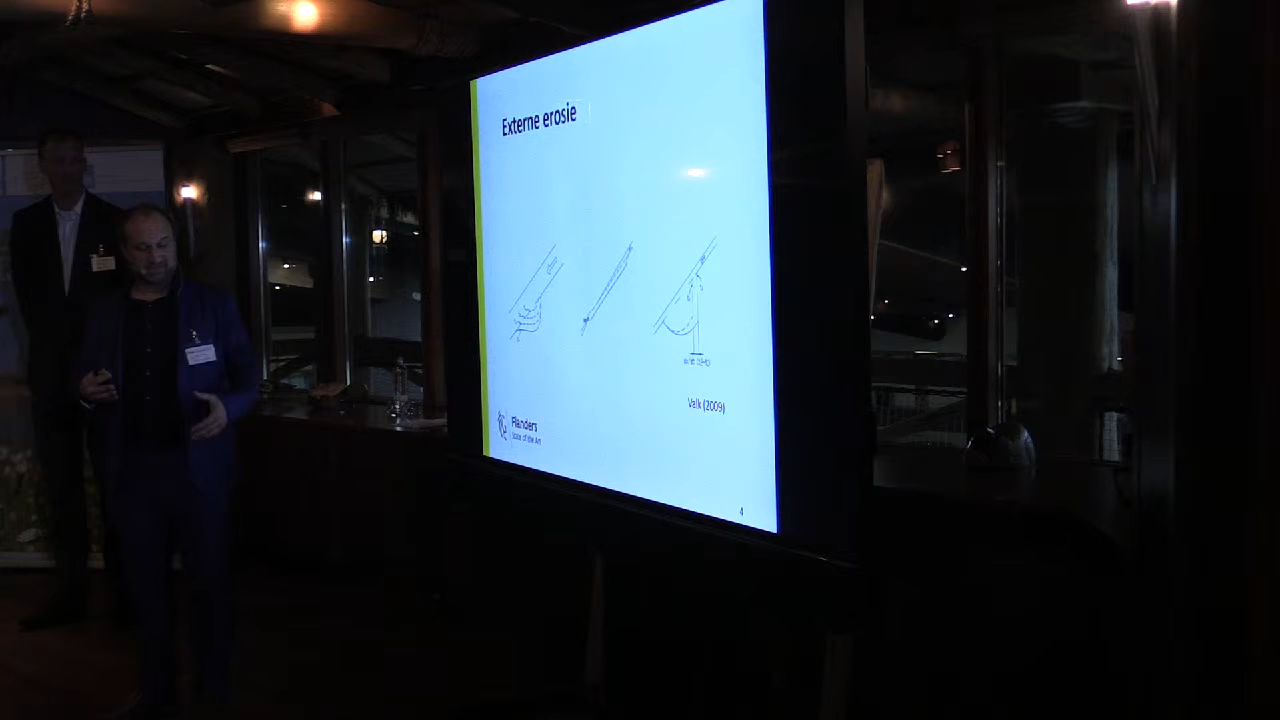 Externe erosie
Valk (2009)
Flanders
State of the Art
4